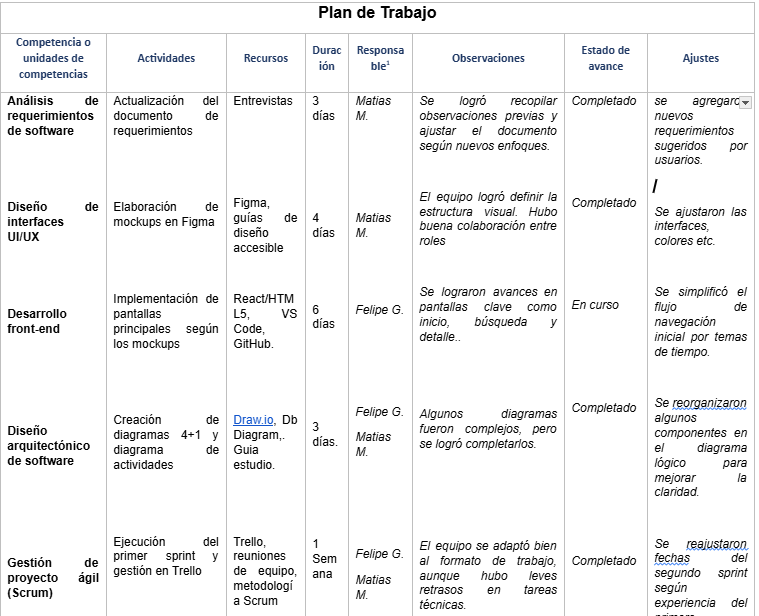 Plan de Trabajo
Competencia o
unidades de
competencias
Actividades
Recursos
Durac
ión
Responsa
ble¹
Observaciones
Estado de
avance
Ajustes
Análisis de
requerimientos
de software
Actualización del
documento de
requerimientos
Entrevistas
3
días
Matias
M.
Se logró recopilar
observaciones previas y
ajustar el documento
según nuevos enfoques.
Completado
se agregaro
nuevos
requerimientos
sugeridos por
usuarios.
Diseño de
interfaces
UI/UX
Elaboración de
mockups en Figma
Figma,
guías de
diseño
accesible
4
días
Matias
M.
El equipo logró definir la
estructura visual. Hubo
buena colaboración entre
roles
Completado
/
Se ajustaron las
interfaces,
colores etc.
Desarrollo
front-end
Implementación de
pantallas
principales según
los mockups
React/HTM
L5, VS
Code,
GitHub.
6
días
Felipe G.
Se lograron avances en
pantallas clave como
inicio, búsqueda y
detalle..
En curso
Se simplificó el
flujo de
navegación
inicial por temas
de tiempo.
Diseño
arquitectónico
de software
Creación de
diagramas 4+1 y
diagrama de
actividades
Draw.io, Db
Diagram,.
Guia
estudio.
3
días.
Felipe G.
Matias
M.
Algunos diagramas
fueron complejos, pero
se logró completarlos.
Completado
Se reorganizaron
algunos
componentes en
el diagrama
lógico para
mejorar la
claridad.
Gestión de
proyecto ágil
(Scrum)
Ejecución del
primer sprint y
gestión en Trello
Trello,
reuniones
de equipo,
metodologí
a Scrum
1
Sem
ana
Felipe G.
Matias
M.
El equipo se adaptó bien
al formato de trabajo,
aunque hubo leves
retrasos en tareas
técnicas.
Completado
Se reajustaron
fechas del
segundo sprint
según
experiencia del